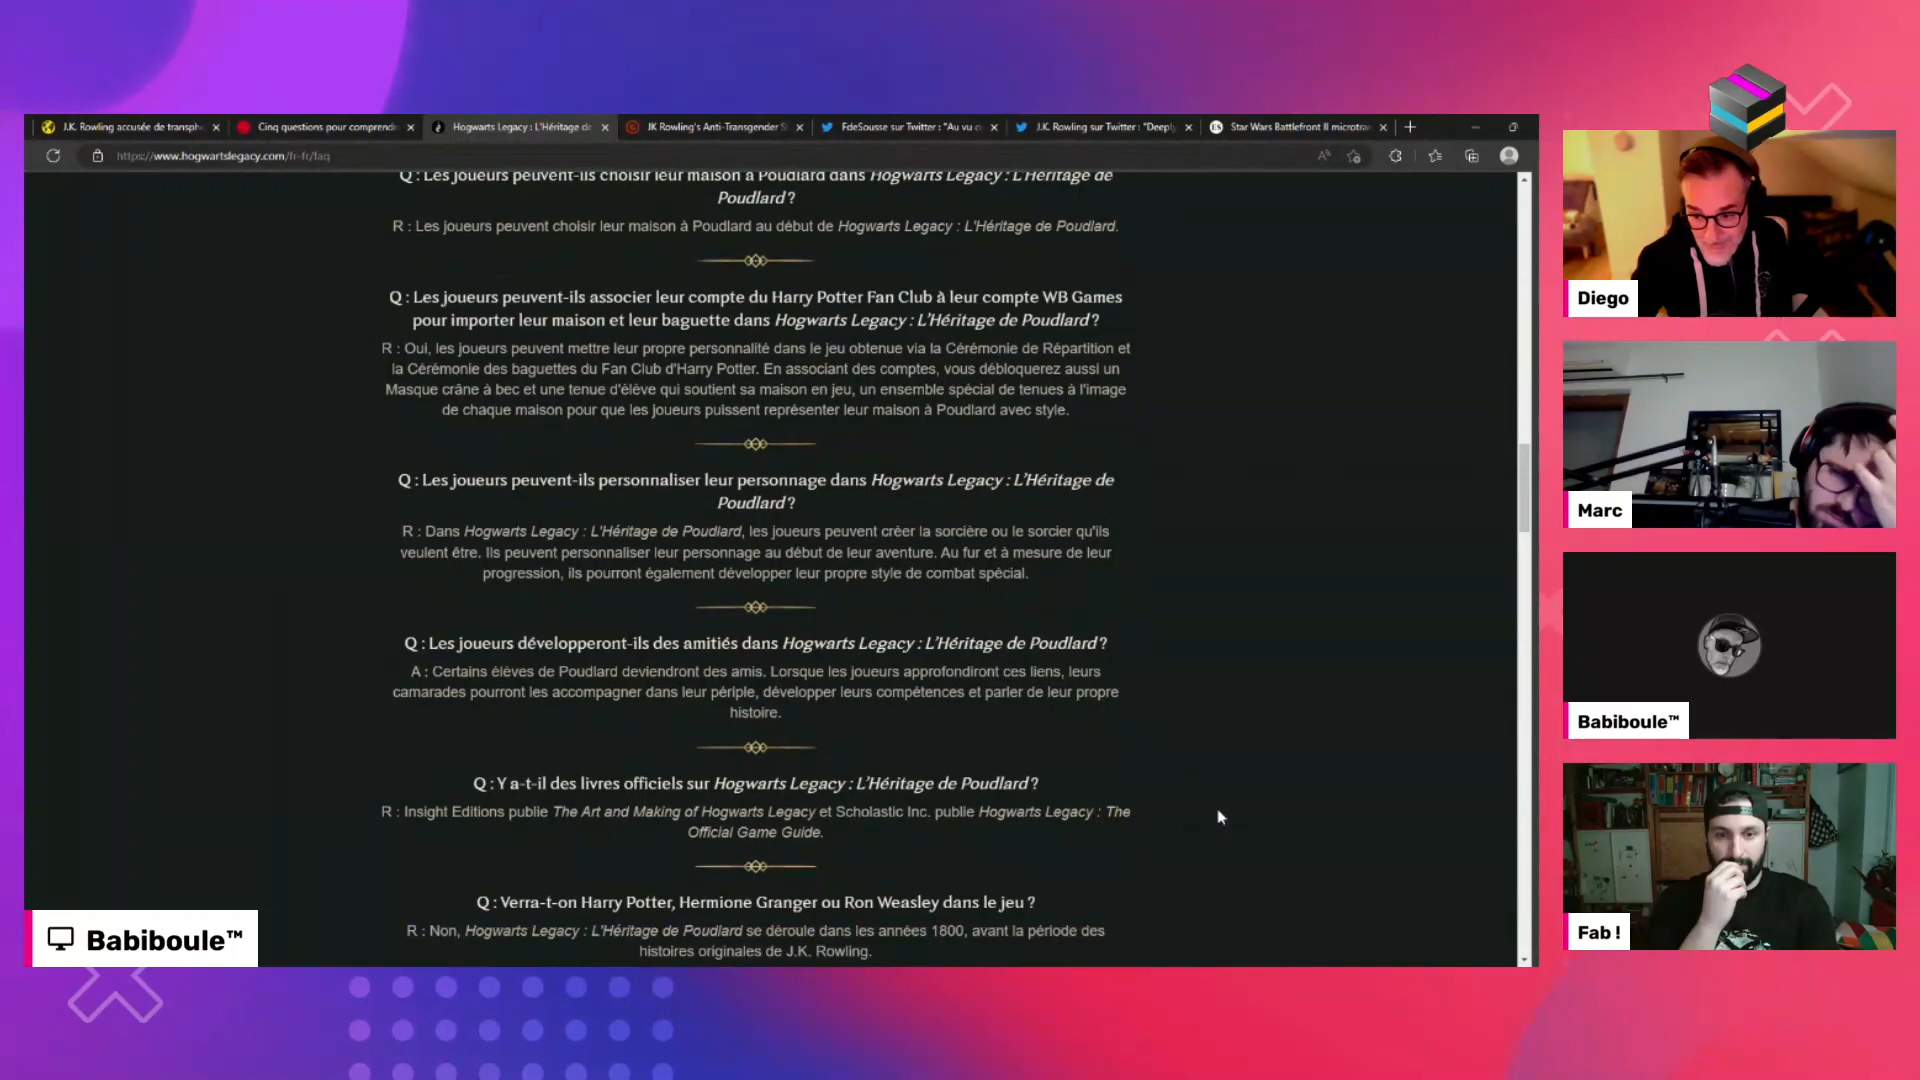 J.K. Rowling accusée de transph
Cinq questions pour comprendre
Hogwarts Legacy : L'Héritage de
JK Rowling's Anti-Transgender S
FdeSousse sur Twitter : "Au vu o
J.K. Rowling sur Twitter : "Deeply
Star Wars Battlefront II microtra
https://www.hogwartslegacy.com/fr-fr/faq
Q : Les joueurs peuvent-ils choisir leur maison à Poudlard dans Hogwarts Legacy : L'Héritage de
Poudlard ?
R : Les joueurs peuvent choisir leur maison à Poudlard au début de Hogwarts Legacy : L'Héritage de Poudlard.
Q : Les joueurs peuvent-ils associer leur compte du Harry Potter Fan Club à leur compte WB Games
pour importer leur maison et leur baguette dans Hogwarts Legacy : L'Héritage de Poudlard ?
R : Oui, les joueurs peuvent mettre leur propre personnalité dans le jeu obtenue via la Cérémonie de Répartition et
la Cérémonie des baguettes du Fan Club d'Harry Potter. En associant des comptes, vous débloquerez aussi un
Masque crâne à bec et une tenue d'élève qui soutient sa maison en jeu, un ensemble spécial de tenues à l'image
de chaque maison pour que les joueurs puissent représenter leur maison à Poudlard avec style.
Q : Les joueurs peuvent-ils personnaliser leur personnage dans Hogwarts Legacy : L'Héritage de
Poudlard ?
R : Dans Hogwarts Legacy : L'Héritage de Poudlard, les joueurs peuvent créer la sorcière ou le sorcier qu'ils
veulent être. Ils peuvent personnaliser leur personnage au début de leur aventure. Au fur et à mesure de leur
progression, ils pourront également développer leur propre style de combat spécial.
Q : Les joueurs développeront-ils des amitiés dans Hogwarts Legacy : L'Héritage de Poudlard ?
A : Certains élèves de Poudlard deviendront des amis. Lorsque les joueurs approfondiront ces liens, leurs
camarades pourront les accompagner dans leur périple, développer leurs compétences et parler de leur propre
histoire.
Q : Y a-t-il des livres officiels sur Hogwarts Legacy : L'Héritage de Poudlard ?
R : Insight Editions publie The Art and Making of Hogwarts Legacy et Scholastic Inc. publie Hogwarts Legacy : The
Official Game Guide.
Q : Verra-t-on Harry Potter, Hermione Granger ou Ron Weasley dans le jeu ?
R : Non, Hogwarts Legacy : L'Héritage de Poudlard se déroule dans les années 1800, avant la période des
histoires originales de J.K. Rowling.
Babiboule™
Diego
Marc
Babiboule™
Fab !